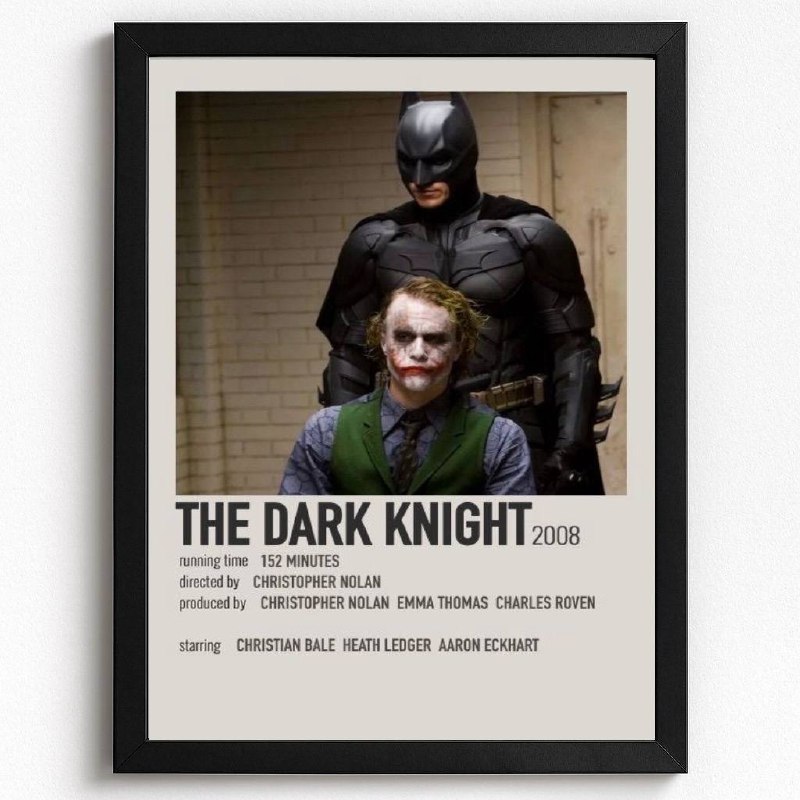 THE DARK KNIGHT 2008
running time 152 MINUTES
directed by CHRISTOPHER NOLAN
produced by CHRISTOPHER NOLAN EMMA THOMAS CHARLES ROVEN
starring CHRISTIAN BALE HEATH LEDGER AARON ECKHART